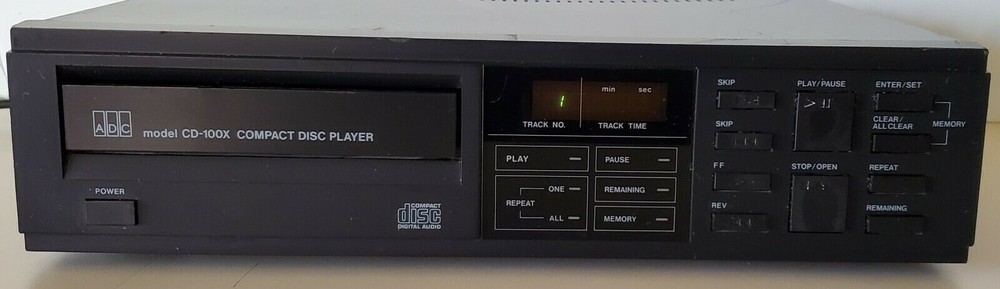 ADC model CD-100X COMPACT DISC PLAYER
POWER
COMPACT
disc
DIGITAL AUDIO
min sec
1
TRACK NO. TRACK TIME
PLAY
PAUSE
REPEAT
ONE
ALL
REMAINING
MEMORY
SKIP
SKIP
FF
REV
PLAY/PAUSE
STOP/OPEN
ENTER/SET
CLEAR/
ALL CLEAR
MEMORY
REPEAT
REMAINING